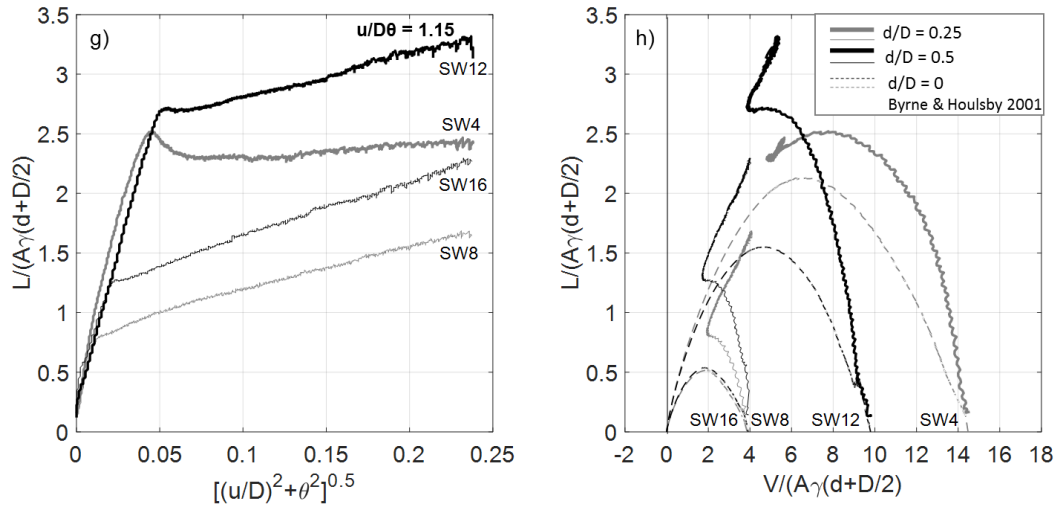 g)
u/Dθ = 1.15
SW12
SW4
SW16
SW8
3.5
3
2.5
2
1.5
1
0.5
0
L/(Aγ(d+D/2)
0 0.05 0.1 0.15 0.2 0.25
[(u/D)²+θ²]^0.5
h)
d/D = 0.25
d/D = 0.5
d/D = 0
Byrne & Houlsby 2001
3.5
3
2.5
2
1.5
1
0.5
0
L/(Aγ(d+D/2)
SW16 SW8 SW12 SW4
-2 0 2 4 6 8 10 12 14 16 18
V/(Aγ(d+D/2)